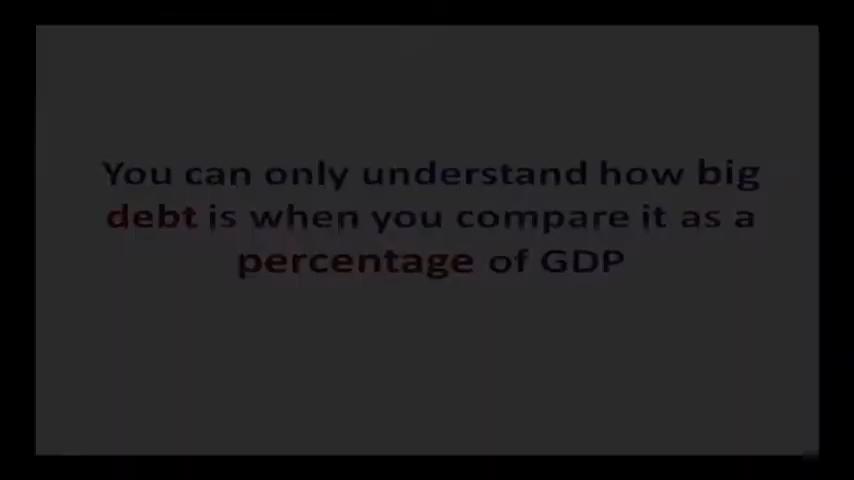 You can only understand how big
debt is when you compare it as a
percentage of GDP